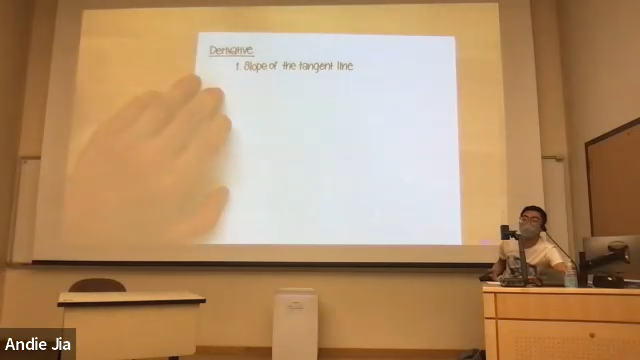 Derivative
1. Slope of the tangent line
Andie Jia